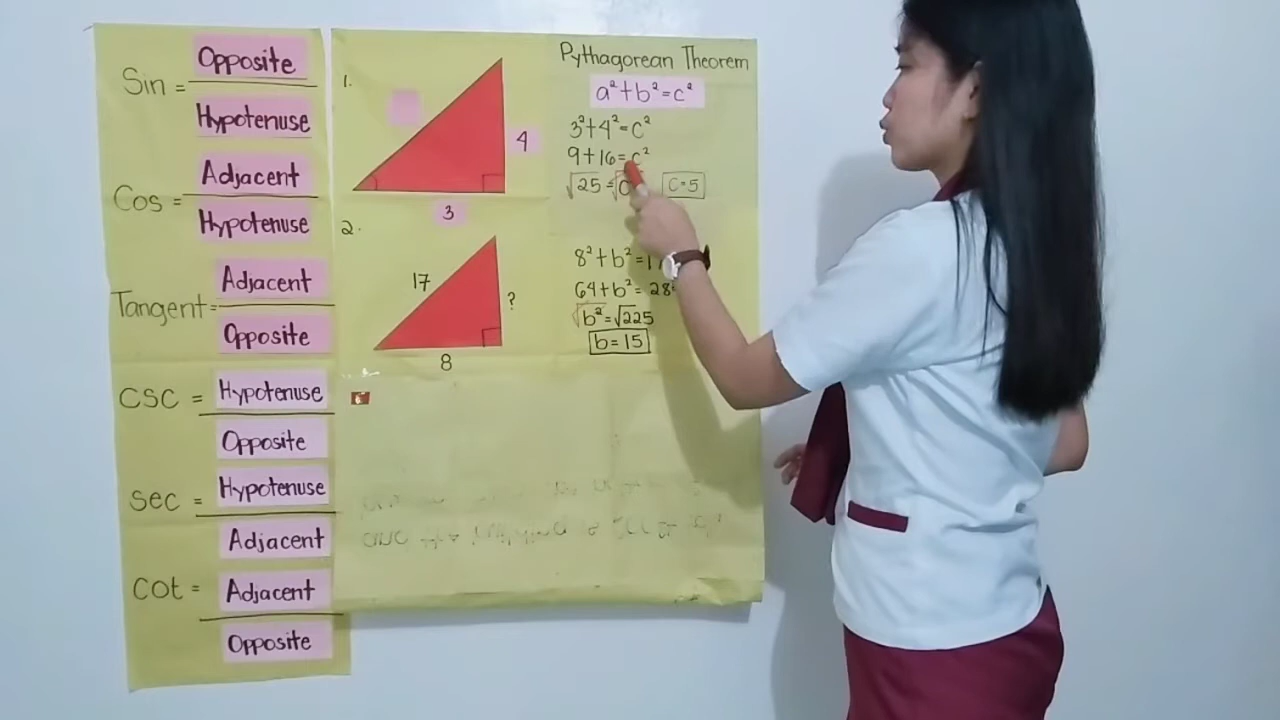 Sin = Opposite
Hypotenuse
Cos = Adjacent
Hypotenuse
Tangent = Adjacent
Opposite
CSC = Hypotenuse
Opposite
Sec = Hypotenuse
Adjacent
Cot = Adjacent
Opposite
1.
4
3
2.
17
?
8
Pythagorean Theorem
a²+b²=c²
3²+4²=C²
9+16=C²
√25 = √C
C=5
8²+b²=17
64+b²= 28
√b²=√225
b=15